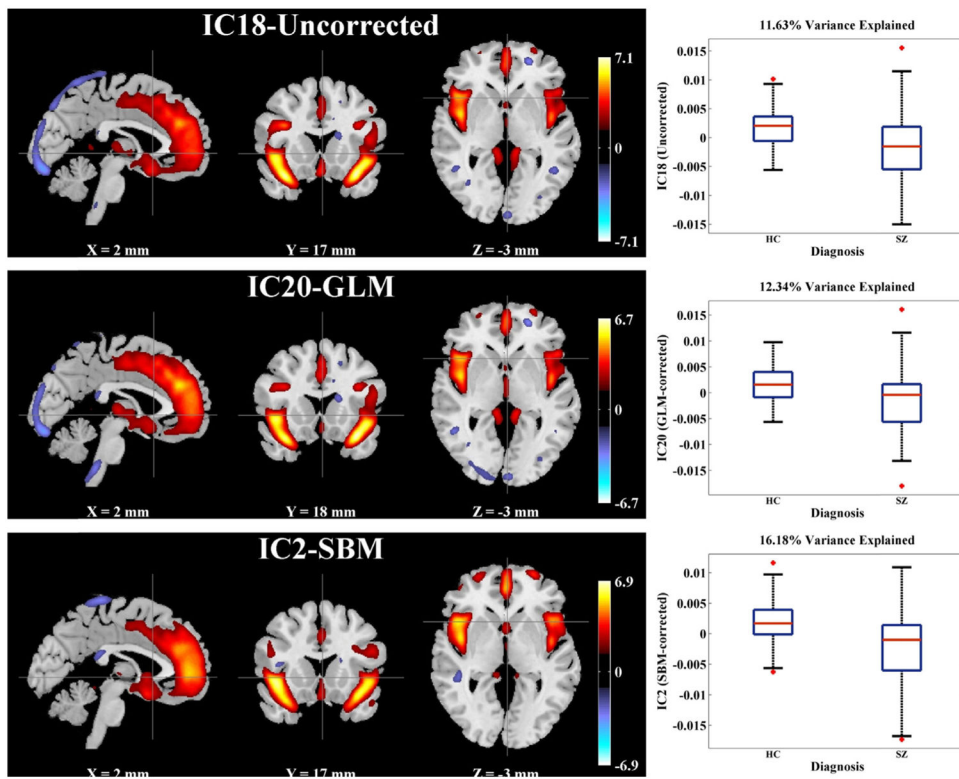 IC18-Uncorrected
7.1
0
-7.1
X = 2 mm
Y = 17 mm
Z = -3 mm
11.63% Variance Explained
IC18 (Uncorrected)
0.015
0.01
0.005
0
-0.005
-0.01
-0.015
HC
SZ
Diagnosis
IC20-GLM
6.7
0
-6.7
X = 2 mm
Y = 18 mm
Z = -3 mm
12.34% Variance Explained
IC20 (GLM-corrected)
0.015
0.01
0.005
0
-0.005
-0.01
-0.015
HC
SZ
Diagnosis
IC2-SBM
6.9
0
-6.9
X = 2 mm
Y = 17 mm
Z = -3 mm
16.18% Variance Explained
IC2 (SBM-corrected)
0.01
0.005
0
-0.005
-0.01
-0.015
HC
SZ
Diagnosis